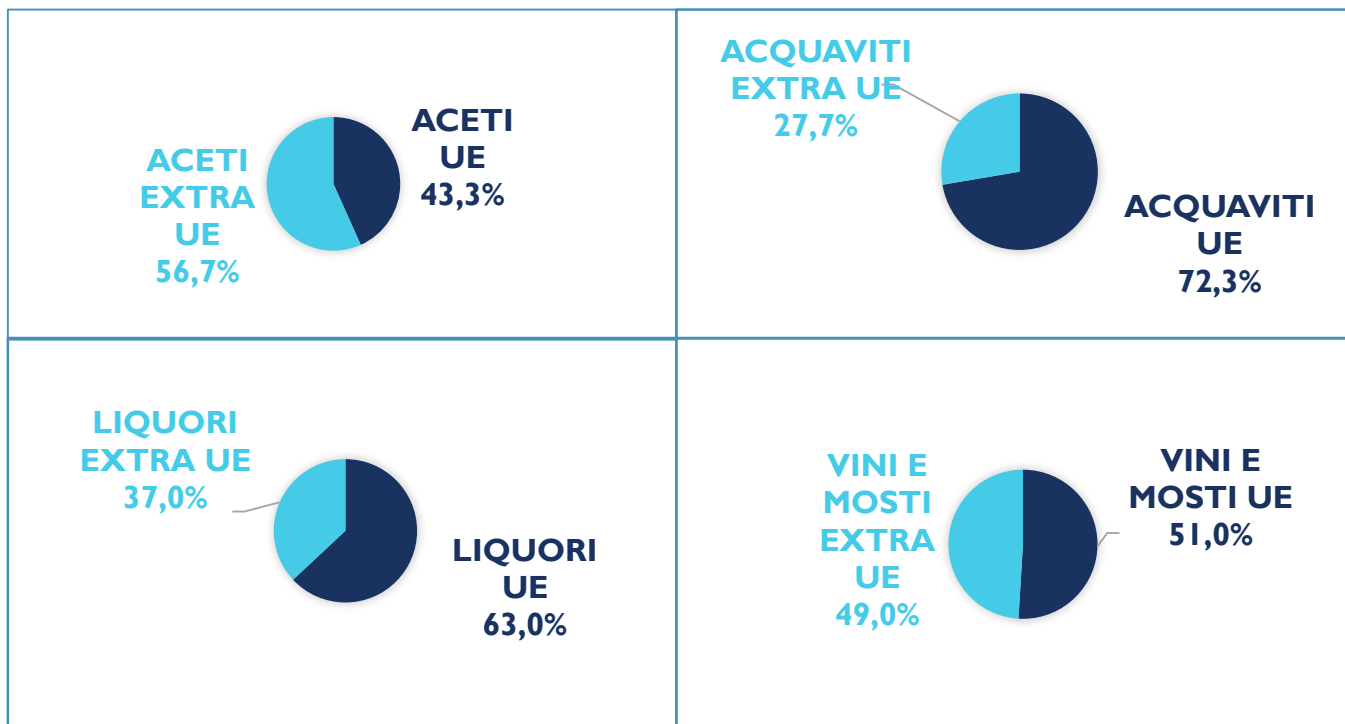 ACETI
EXTRA
UE
56,7%
ACETI
UE
43,3%
ACQUAVITI
EXTRA UE
27,7%
ACQUAVITI
UE
72,3%
LIQUORI
EXTRA UE
37,0%
LIQUORI
UE
63,0%
VINI E
MOSTI
EXTRA
UE
49,0%
VINI E
MOSTI UE
51,0%